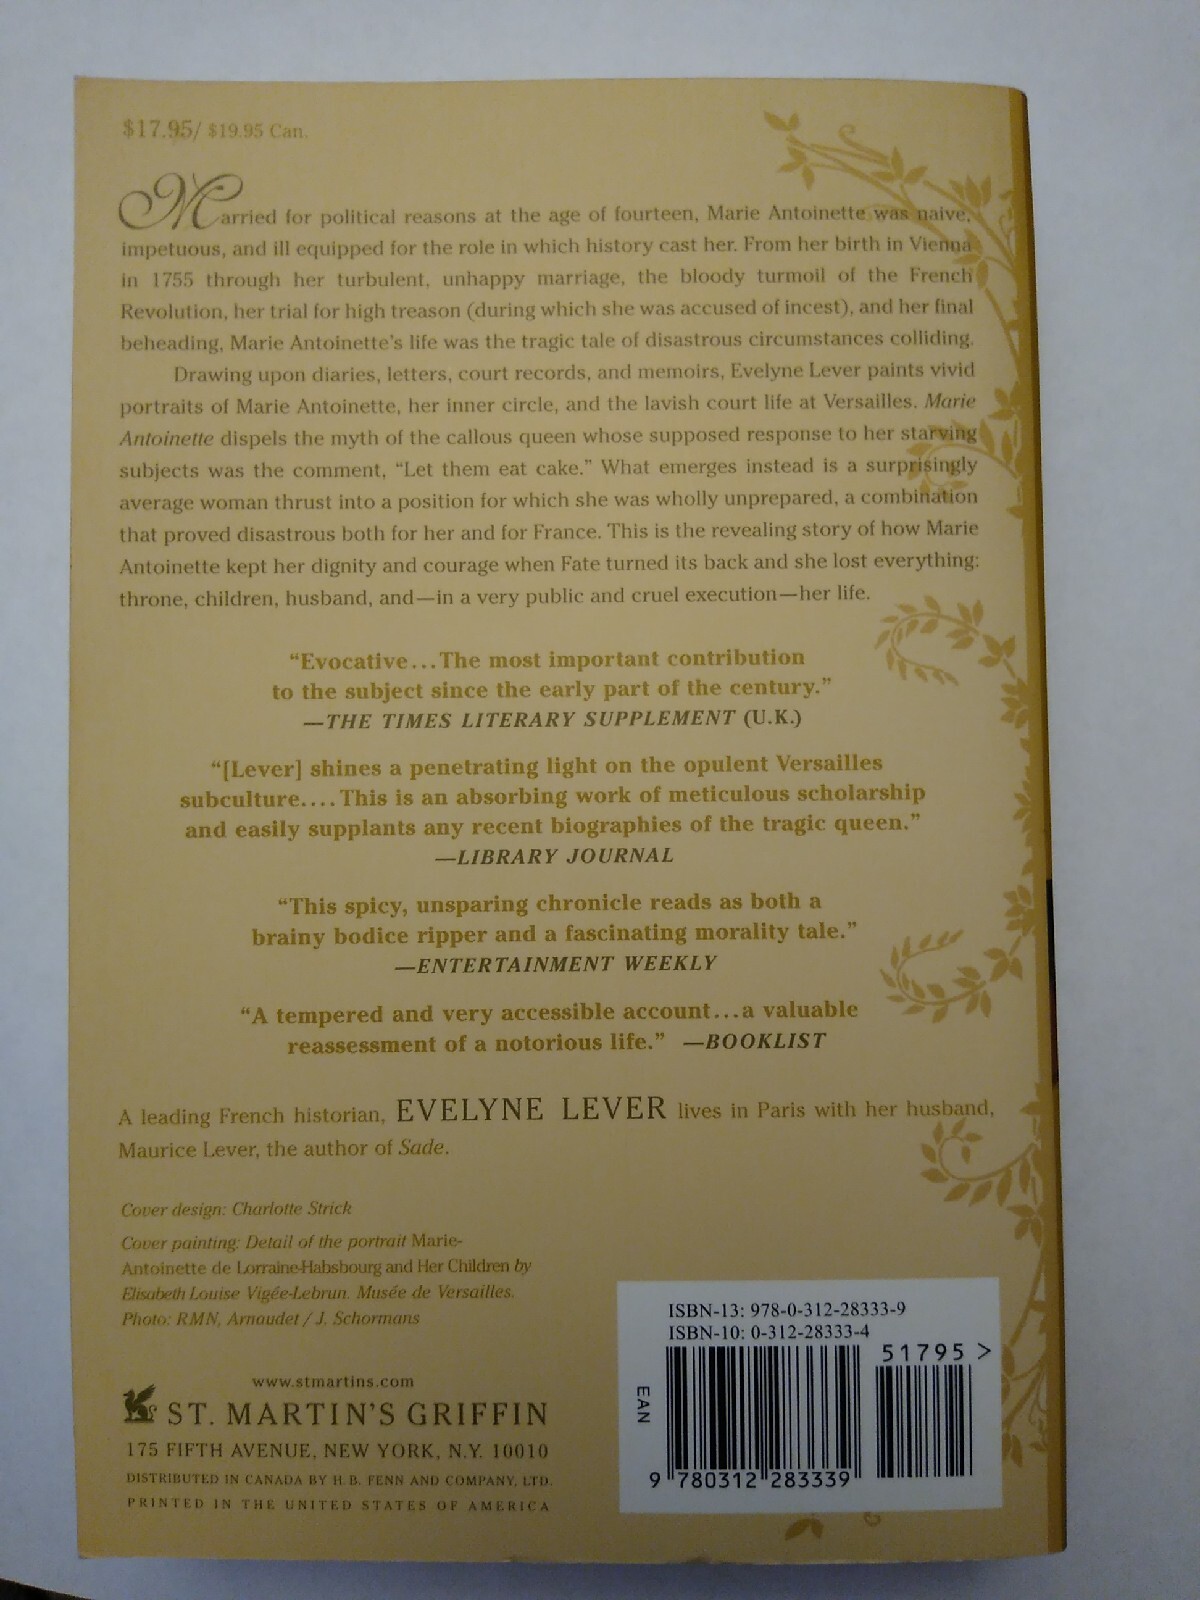 $17.95/ $19.95 Can.
Married for political reasons at the age of fourteen, Marie Antoinette was naive,
impetuous, and ill equipped for the role in which history cast her. From her birth in Vienna
in 1755 through her turbulent, unhappy marriage, the bloody turmoil of the French
Revolution, her trial for high treason (during which she was accused of incest), and her final
beheading, Marie Antoinette's life was the tragic tale of disastrous circumstances colliding.
Drawing upon diaries, letters, court records, and memoirs, Evelyne Lever paints vivid
portraits of Marie Antoinette, her inner circle, and the lavish court life at Versailles. Marie
Antoinette dispels the myth of the callous queen whose supposed response to her starving
subjects was the comment, “Let them eat cake.” What emerges instead is a surprisingly
average woman thrust into a position for which she was wholly unprepared, a combination
that proved disastrous both for her and for France. This is the revealing story of how Marie
Antoinette kept her dignity and courage when Fate turned its back and she lost everything:
throne, children, husband, and—in a very public and cruel execution—her life.
“Evocative...The most important contribution
to the subject since the early part of the century.”
—THE TIMES LITERARY SUPPLEMENT (U.K.)
“[Lever] shines a penetrating light on the opulent Versailles
subculture....This is an absorbing work of meticulous scholarship
and easily supplants any recent biographies of the tragic queen.”
—LIBRARY JOURNAL
“This spicy, unsparing chronicle reads as both a
brainy bodice ripper and a fascinating morality tale.”
—ENTERTAINMENT WEEKLY
“A tempered and very accessible account...a valuable
reassessment of a notorious life.” —BOOKLIST
A leading French historian, EVELYNE LEVER lives in Paris with her husband,
Maurice Lever, the author of Sade.
Cover design: Charlotte Strick
Cover painting: Detail of the portrait Marie-
Antoinette de Lorraine-Habsbourg and Her Children by
Elisabeth Louise Vigée-Lebrun. Musée de Versailles.
Photo: RMN, Arnaudet / J. Schormans
www.stmartins.com
ST. MARTIN'S GRIFFIN
175 FIFTH AVENUE, NEW YORK, N.Y. 10010
DISTRIBUTED IN CANADA BY H. B. FENN AND COMPANY, LTD.
PRINTED IN THE UNITED STATES OF AMERICA
ISBN-13: 978-0-312-28333-9
ISBN-10: 0-312-28333-4
51795 >
EAN
9 780312 283339